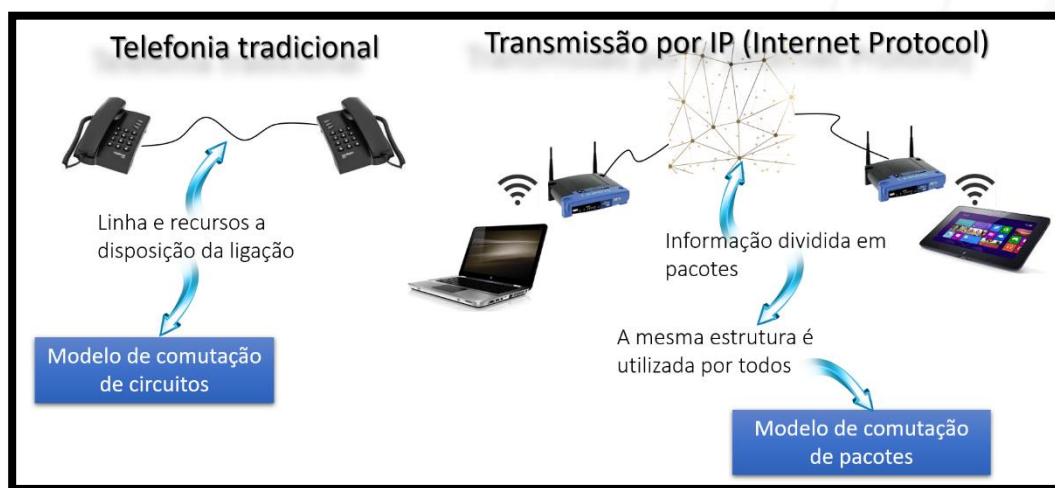 Telefonia tradicional
Linha e recursos a
disposição da ligação
Modelo de comutação
de circuitos
Transmissão por IP (Internet Protocol)
Informação dividida em
pacotes
A mesma estrutura é
utilizada por todos
Modelo de comutação
de pacotes